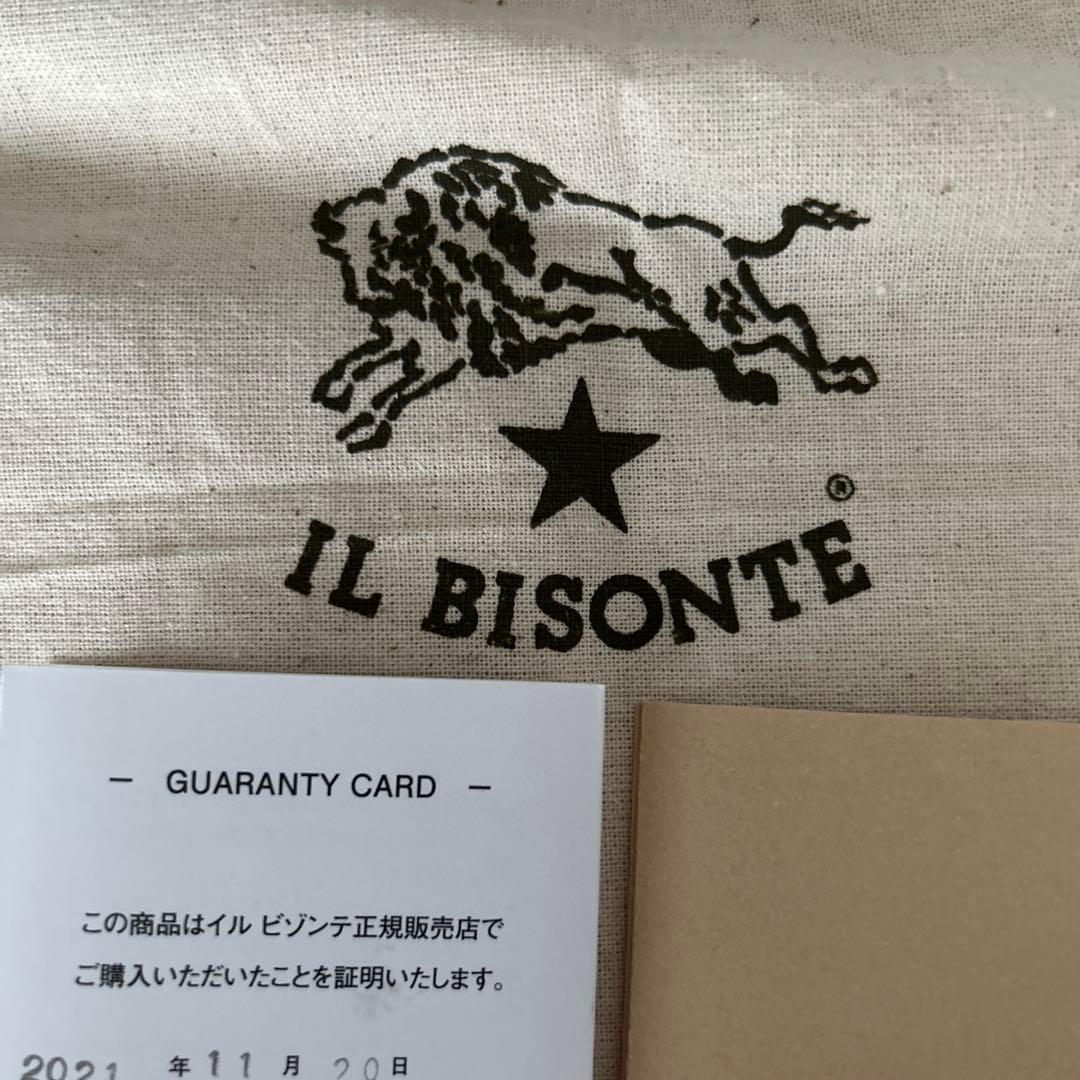 ®
IL BISONTE
— GUARANTY CARD —
この商品はイル ビゾンテ正規販売店で
ご購入いただいたことを証明いたします。
2021 年 11 月 20 日